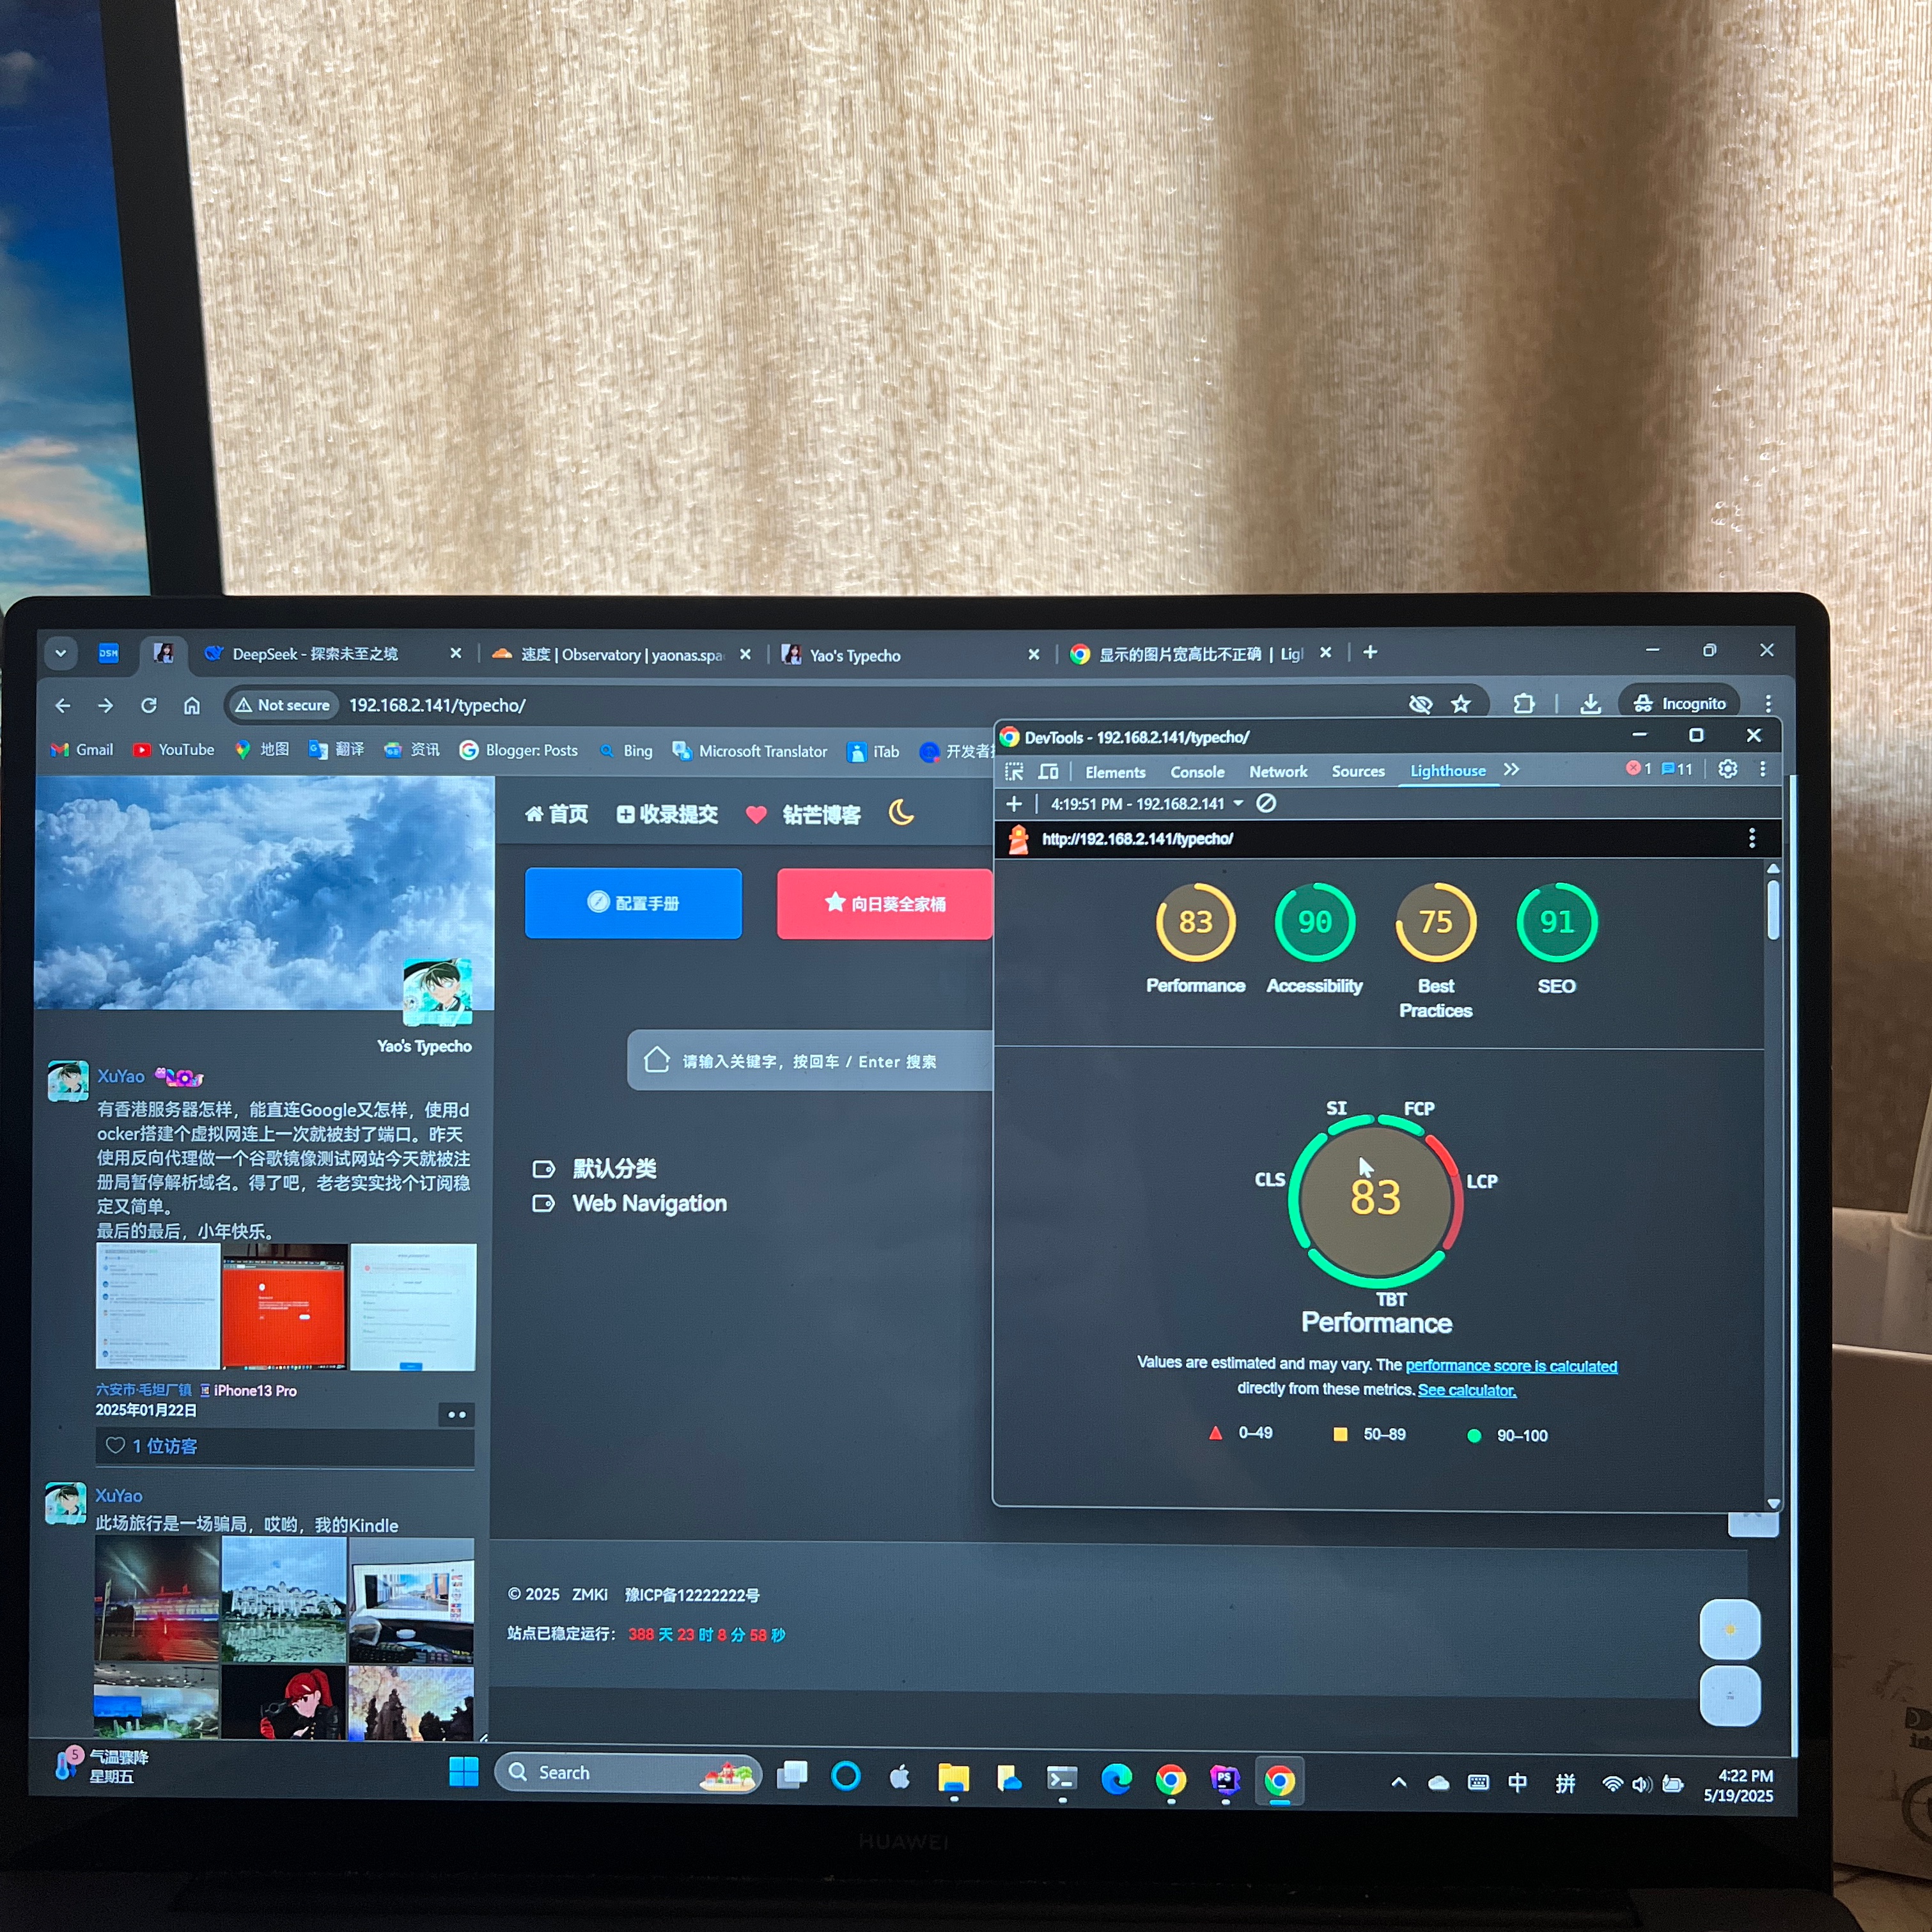 DSM
DeepSeek - 探索未至之境
速度 | Observatory | yaonas.spa
Yao's Typecho
显示的图片宽高比不正确 | Ligl
Not secure
192.168.2.141/typecho/
Incognito
Gmail
YouTube
地图
翻译
资讯
Blogger: Posts
Bing
Microsoft Translator
iTab
开发者
首页
收录提交
钻芒博客
配置手册
向日葵全家桶
Yao's Typecho
请输入关键字，按回车 / Enter 搜索
XuYao
有香港服务器怎样，能直连Google又怎样，使用d
ocker搭建个虚拟网连上一次就被封了端口。昨天
使用反向代理做一个谷歌镜像测试网站今天就被注
册局暂停解析域名。得了吧，老老实实找个订阅稳
定又简单。
最后的最后，小年快乐。
六安市·毛坦厂镇 iPhone13 Pro
2025年01月22日
1 位访客
XuYao
此场旅行是一场骗局，哎哟，我的Kindle
默认分类
Web Navigation
© 2025 ZMKi 豫ICP备12222222号
站点已稳定运行： 388 天 23 时 8 分 58 秒
DevTools - 192.168.2.141/typecho/
Elements
Console
Network
Sources
Lighthouse
1
11
4:19:51 PM - 192.168.2.141
http://192.168.2.141/typecho/
83
90
75
91
Performance
Accessibility
Best
Practices
SEO
SI
FCP
CLS
LCP
83
TBT
Performance
Values are estimated and may vary. The performance score is calculated
directly from these metrics. See calculator.
0–49
50–89
90–100
5
气温骤降
星期五
Search
PS
中
拼
4:22 PM
5/19/2025
HUAWEI